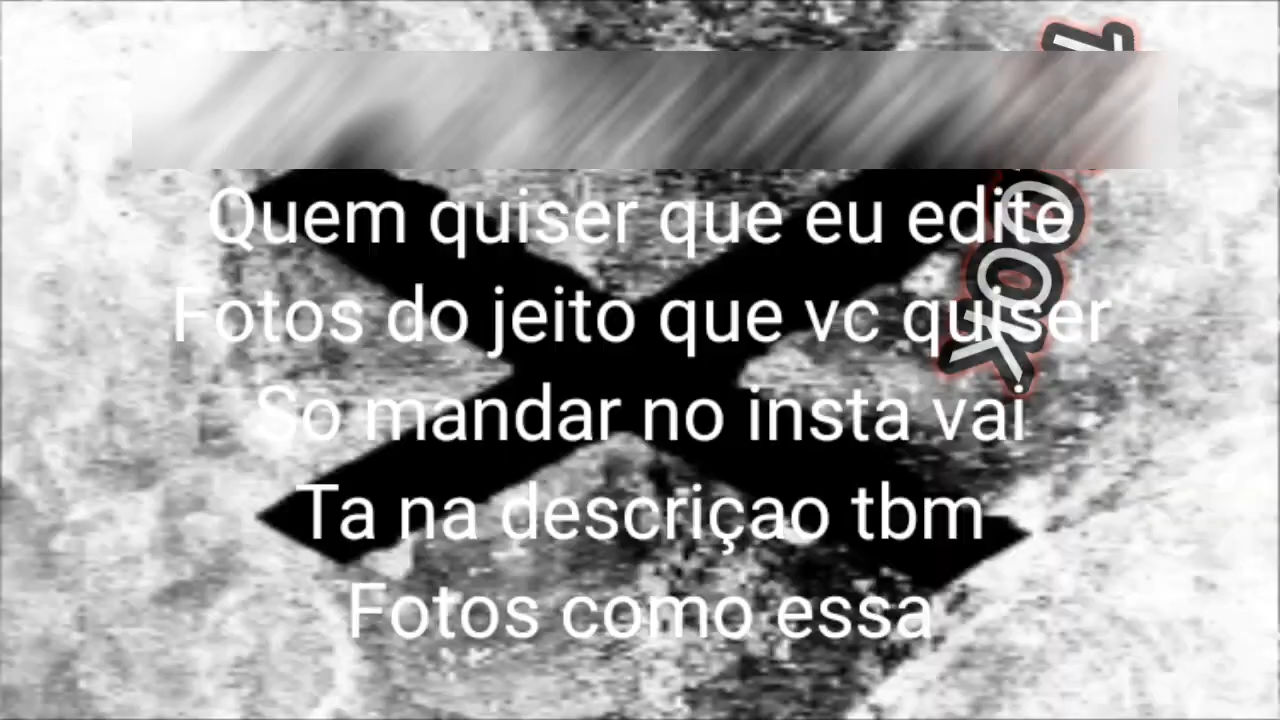 Quem quiser que eu edite
Fotos do jeito que vc quiser
So mandar no insta vai
Ta na descriçao tbm
Fotos como essa